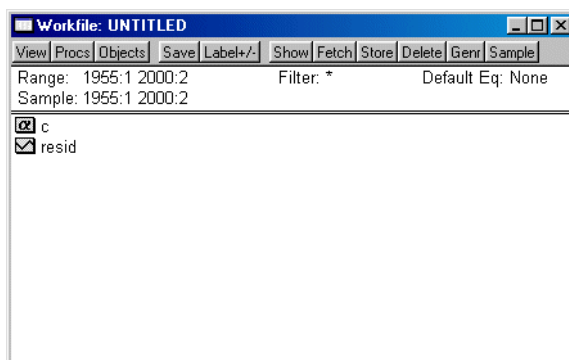 Workfile: UNTITLED
View Procs Objects Save Label+/- Show Fetch Store Delete Genr Sample
Range: 1955:1 2000:2 Filter: * Default Eq: None
Sample: 1955:1 2000:2
α c
resid